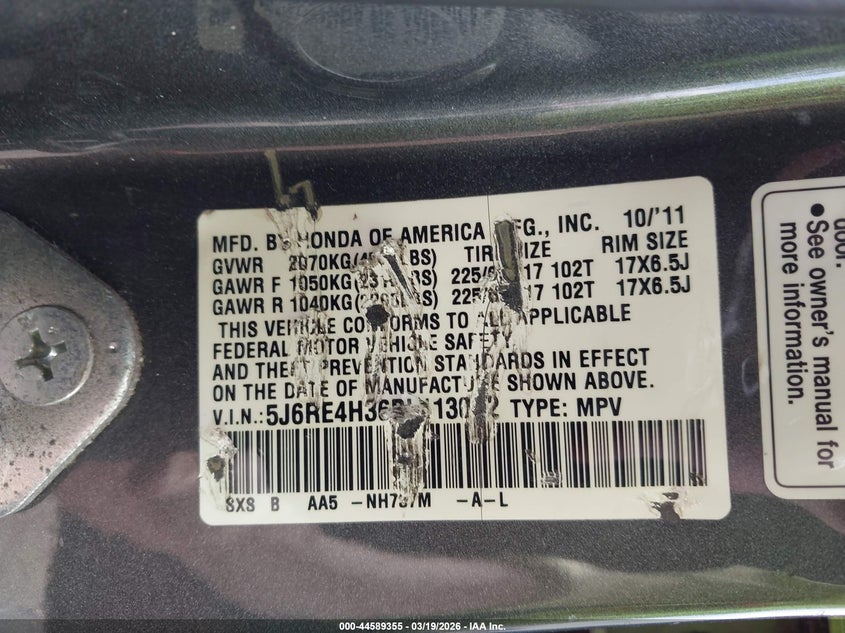 MFD. BY HONDA OF AMERICA MFG., INC. 10/'11
GVWR 2070KG( TIRE SIZE RIM SIZE
GAWR F 1050KG( 17 102T 17X6.5J
GAWR R 1040KG( 17 102T 17X6.5J
THIS VEHICLE CONFORMS TO ALL APPLICABLE
FEDERAL MOTOR VEHICLE SAFETY
AND THEFT PREVENTION STANDARDS IN EFFECT
ON THE DATE OF MANUFACTURE SHOWN ABOVE.
V.I.N.: TYPE: MPV
SXS B AA5 -NH737M -A-L
door.
● See owner's manual for
more information.
000-44589355 - 03/19/2026 - IAA Inc.